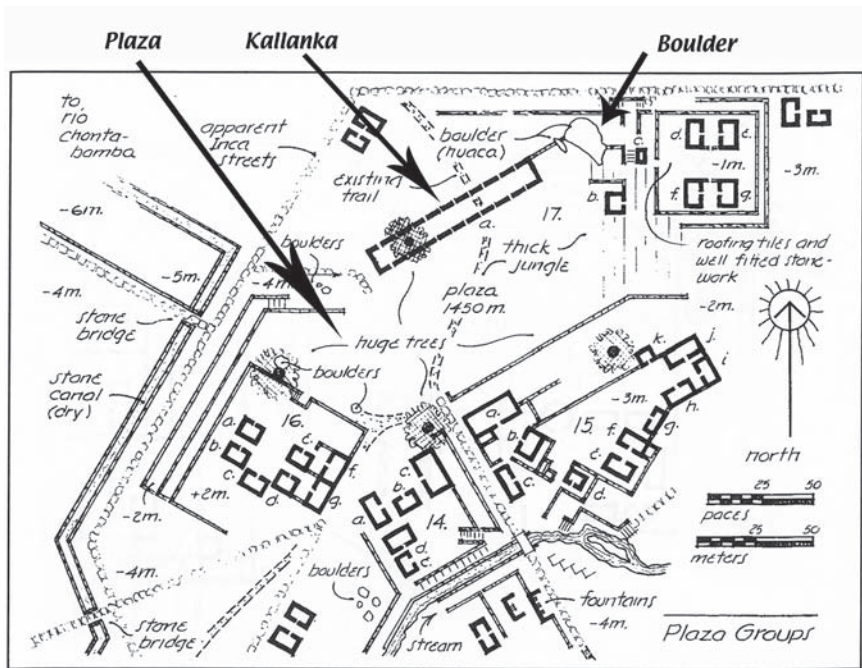 Plaza
Kallanka
Boulder
to
rio
chonta-
bamba
apparent
Inca
streets
boulder
(huaca)
existing
trail
d.
e.
-1m.
f.
g.
c.
b.
-3m.
17.
a.
thick
jungle
roofing tiles and
well fitted stone-
work
-6m.
-5m.
-4m.
-4m.
boulders
plaza
1450 m.
-2m.
stone
bridge
huge trees
boulders
stone
canal
(dry)
16.
a.
b.
c.
d.
e.
f.
g.
+2m.
-2m.
-4m.
k.
j.
i.
h.
-3m.
15.
a.
b.
c.
d.
e.
f.
g.
north
25 50
paces
25 50
meters
14.
a.
b.
c.
d.
e.
boulders
stone
bridge
stream
fountains
-4m.
Plaza Groups